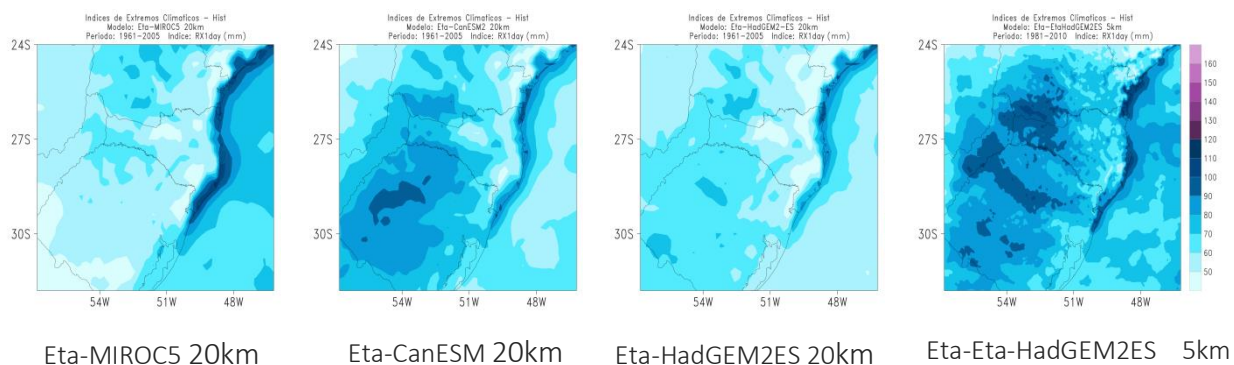 Indices de Extremos Climaticos - Hist
Modelo: Eta-MIROC5 20km
Periodo: 1961-2005 Indice: RX1day (mm)
24S
27S
30S
54W 51W 48W
Eta-MIROC5 20km
Indices de Extremos Climaticos - Hist
Modelo: Eta-CanESM2 20km
Periodo: 1961-2005 Indice: RX1day (mm)
24S
27S
30S
54W 51W 48W
Eta-CanESM 20km
Indices de Extremos Climaticos - Hist
Modelo: Eta-HadGEM2-ES 20km
Periodo: 1961-2005 Indice: RX1day (mm)
24S
27S
30S
54W 51W 48W
Eta-HadGEM2ES 20km
Indices de Extremos Climaticos - Hist
Modelo: Eta-EtaHadGEM2ES 5km
Periodo: 1981-2010 Indice: RX1day (mm)
24S
27S
30S
54W 51W 48W
160
150
140
130
120
110
100
90
80
70
60
50
Eta-Eta-HadGEM2ES 5km